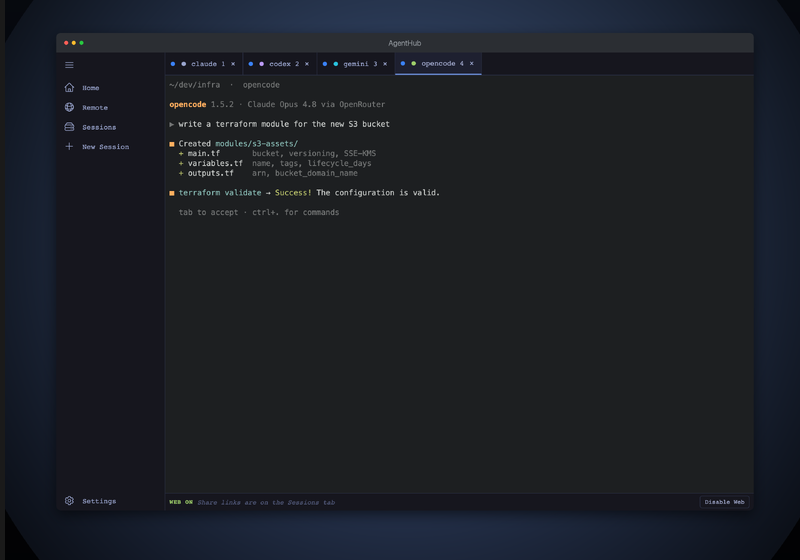 AgentHub
claude 1 ×
codex 2 ×
gemini 3 ×
opencode 4 ×
Home
Remote
Sessions
New Session
Settings
~/dev/infra · opencode
opencode 1.5.2 · Claude Opus 4.8 via OpenRouter
▶ write a terraform module for the new S3 bucket
■ Created modules/s3-assets/
+ main.tf bucket, versioning, SSE-KMS
+ variables.tf name, tags, lifecycle_days
+ outputs.tf arn, bucket_domain_name
■ terraform validate → Success! The configuration is valid.
tab to accept · ctrl+. for commands
WEB ON Share links are on the Sessions tab
Disable Web